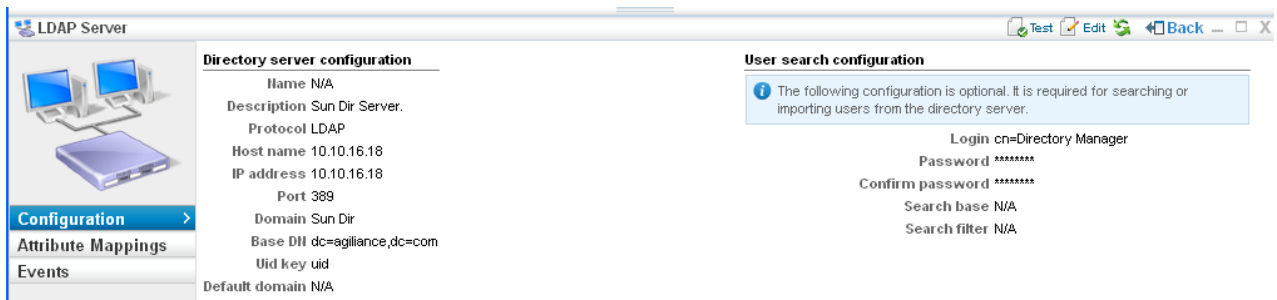 LDAP Server
Test Edit Back X
Directory server configuration
Name N/A
Description Sun Dir Server.
Protocol LDAP
Host name 10.10.16.18
IP address 10.10.16.18
Port 389
Domain Sun Dir
Base DN dc=agiliance,dc=com
Uid key uid
Default domain N/A
User search configuration
The following configuration is optional. It is required for searching or
importing users from the directory server.
Login cn=Directory Manager
Password ********
Confirm password ********
Search base N/A
Search filter N/A
Configuration >
Attribute Mappings
Events